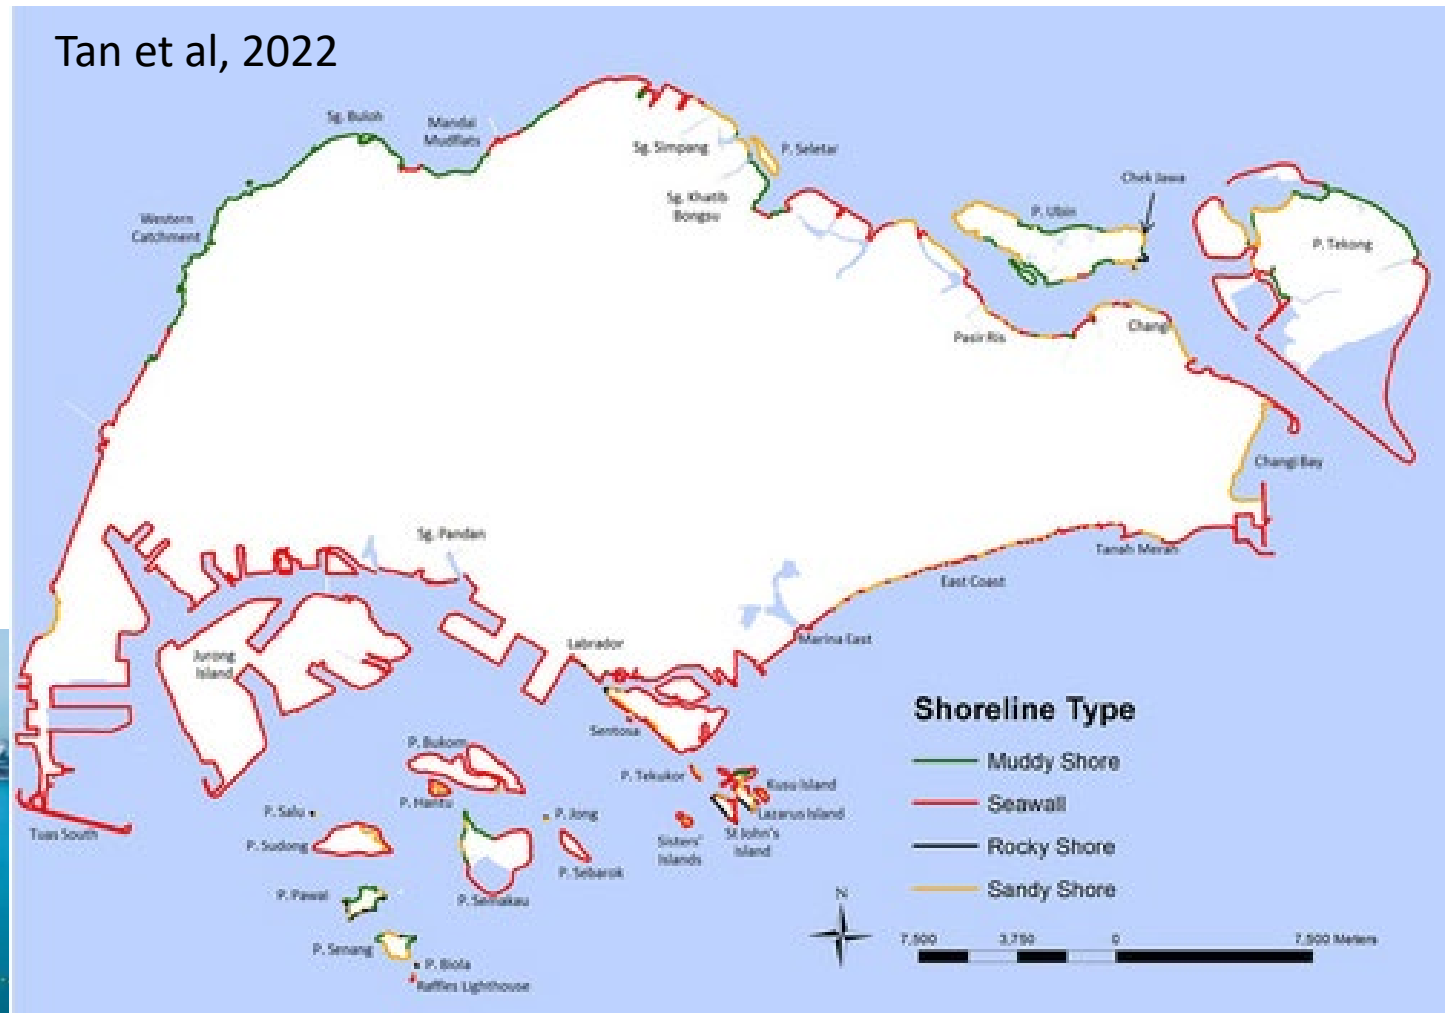 Tan et al, 2022
Sg. Buloh
Mandai
Mudflats
Sg. Simpang
P. Seletar
Sg. Khatib
Bongsu
Chek Jawa
P. Ubin
P. Tekong
Western
Catchment
Pasir Ris
Changi
Changi Bay
Sg. Pandan
Tanah Merah
East Coast
Marina East
Labrador
Jurong
Island
Sentosa
P. Bukom
P. Tekukor
Kusu Island
P. Hantu
Lazarus Island
P. Salu
P. Jong
St John's
Island
Sisters'
Islands
Tuas South
P. Sudong
P. Sebarok
P. Pawai
P. Semakau
P. Senang
P. Biola
Raffles Lighthouse
Shoreline Type
Muddy Shore
Seawall
Rocky Shore
Sandy Shore
N
7,500 3,750 0 7,500 Meters